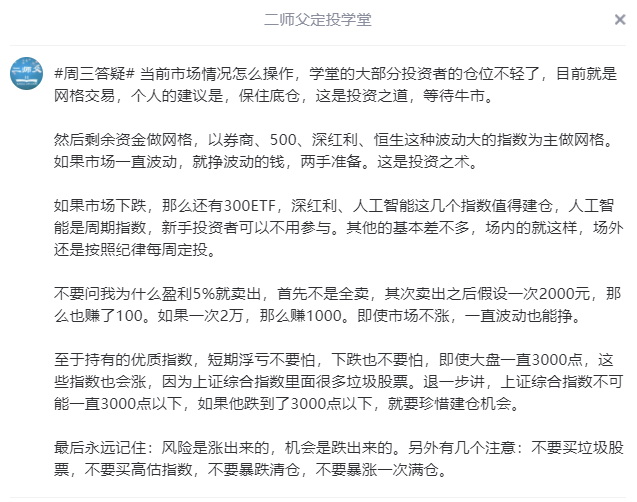 二师父定投学堂
二师父
#周三答疑# 当前市场情况怎么操作，学堂的大部分投资者的仓位不轻了，目前就是
网格交易，个人的建议是，保住底仓，这是投资之道，等待牛市。
然后剩余资金做网格，以券商、500、深红利、恒生这种波动大的指数为主做网格。
如果市场一直波动，就挣波动的钱，两手准备。这是投资之术。
如果市场下跌，那么还有300ETF，深红利、人工智能这几个指数值得建仓，人工智
能是周期指数，新手投资者可以不用参与。其他的基本差不多，场内的就这样，场外
还是按照纪律每周定投。
不要问我为什么盈利5%就卖出，首先不是全卖，其次卖出之后假设一次2000元，那
么也赚了100。如果一次2万，那么赚1000。即使市场不涨，一直波动也能挣。
至于持有的优质指数，短期浮亏不要怕，下跌也不要怕，即使大盘一直3000点，这
些指数也会涨，因为上证综合指数里面很多垃圾股票。退一步讲，上证综合指数不可
能一直3000点以下，如果他跌到了3000点以下，就要珍惜建仓机会。
最后永远记住：风险是涨出来的，机会是跌出来的。另外有几个注意：不要买垃圾股
票，不要买高估指数，不要暴跌清仓，不要暴涨一次满仓。